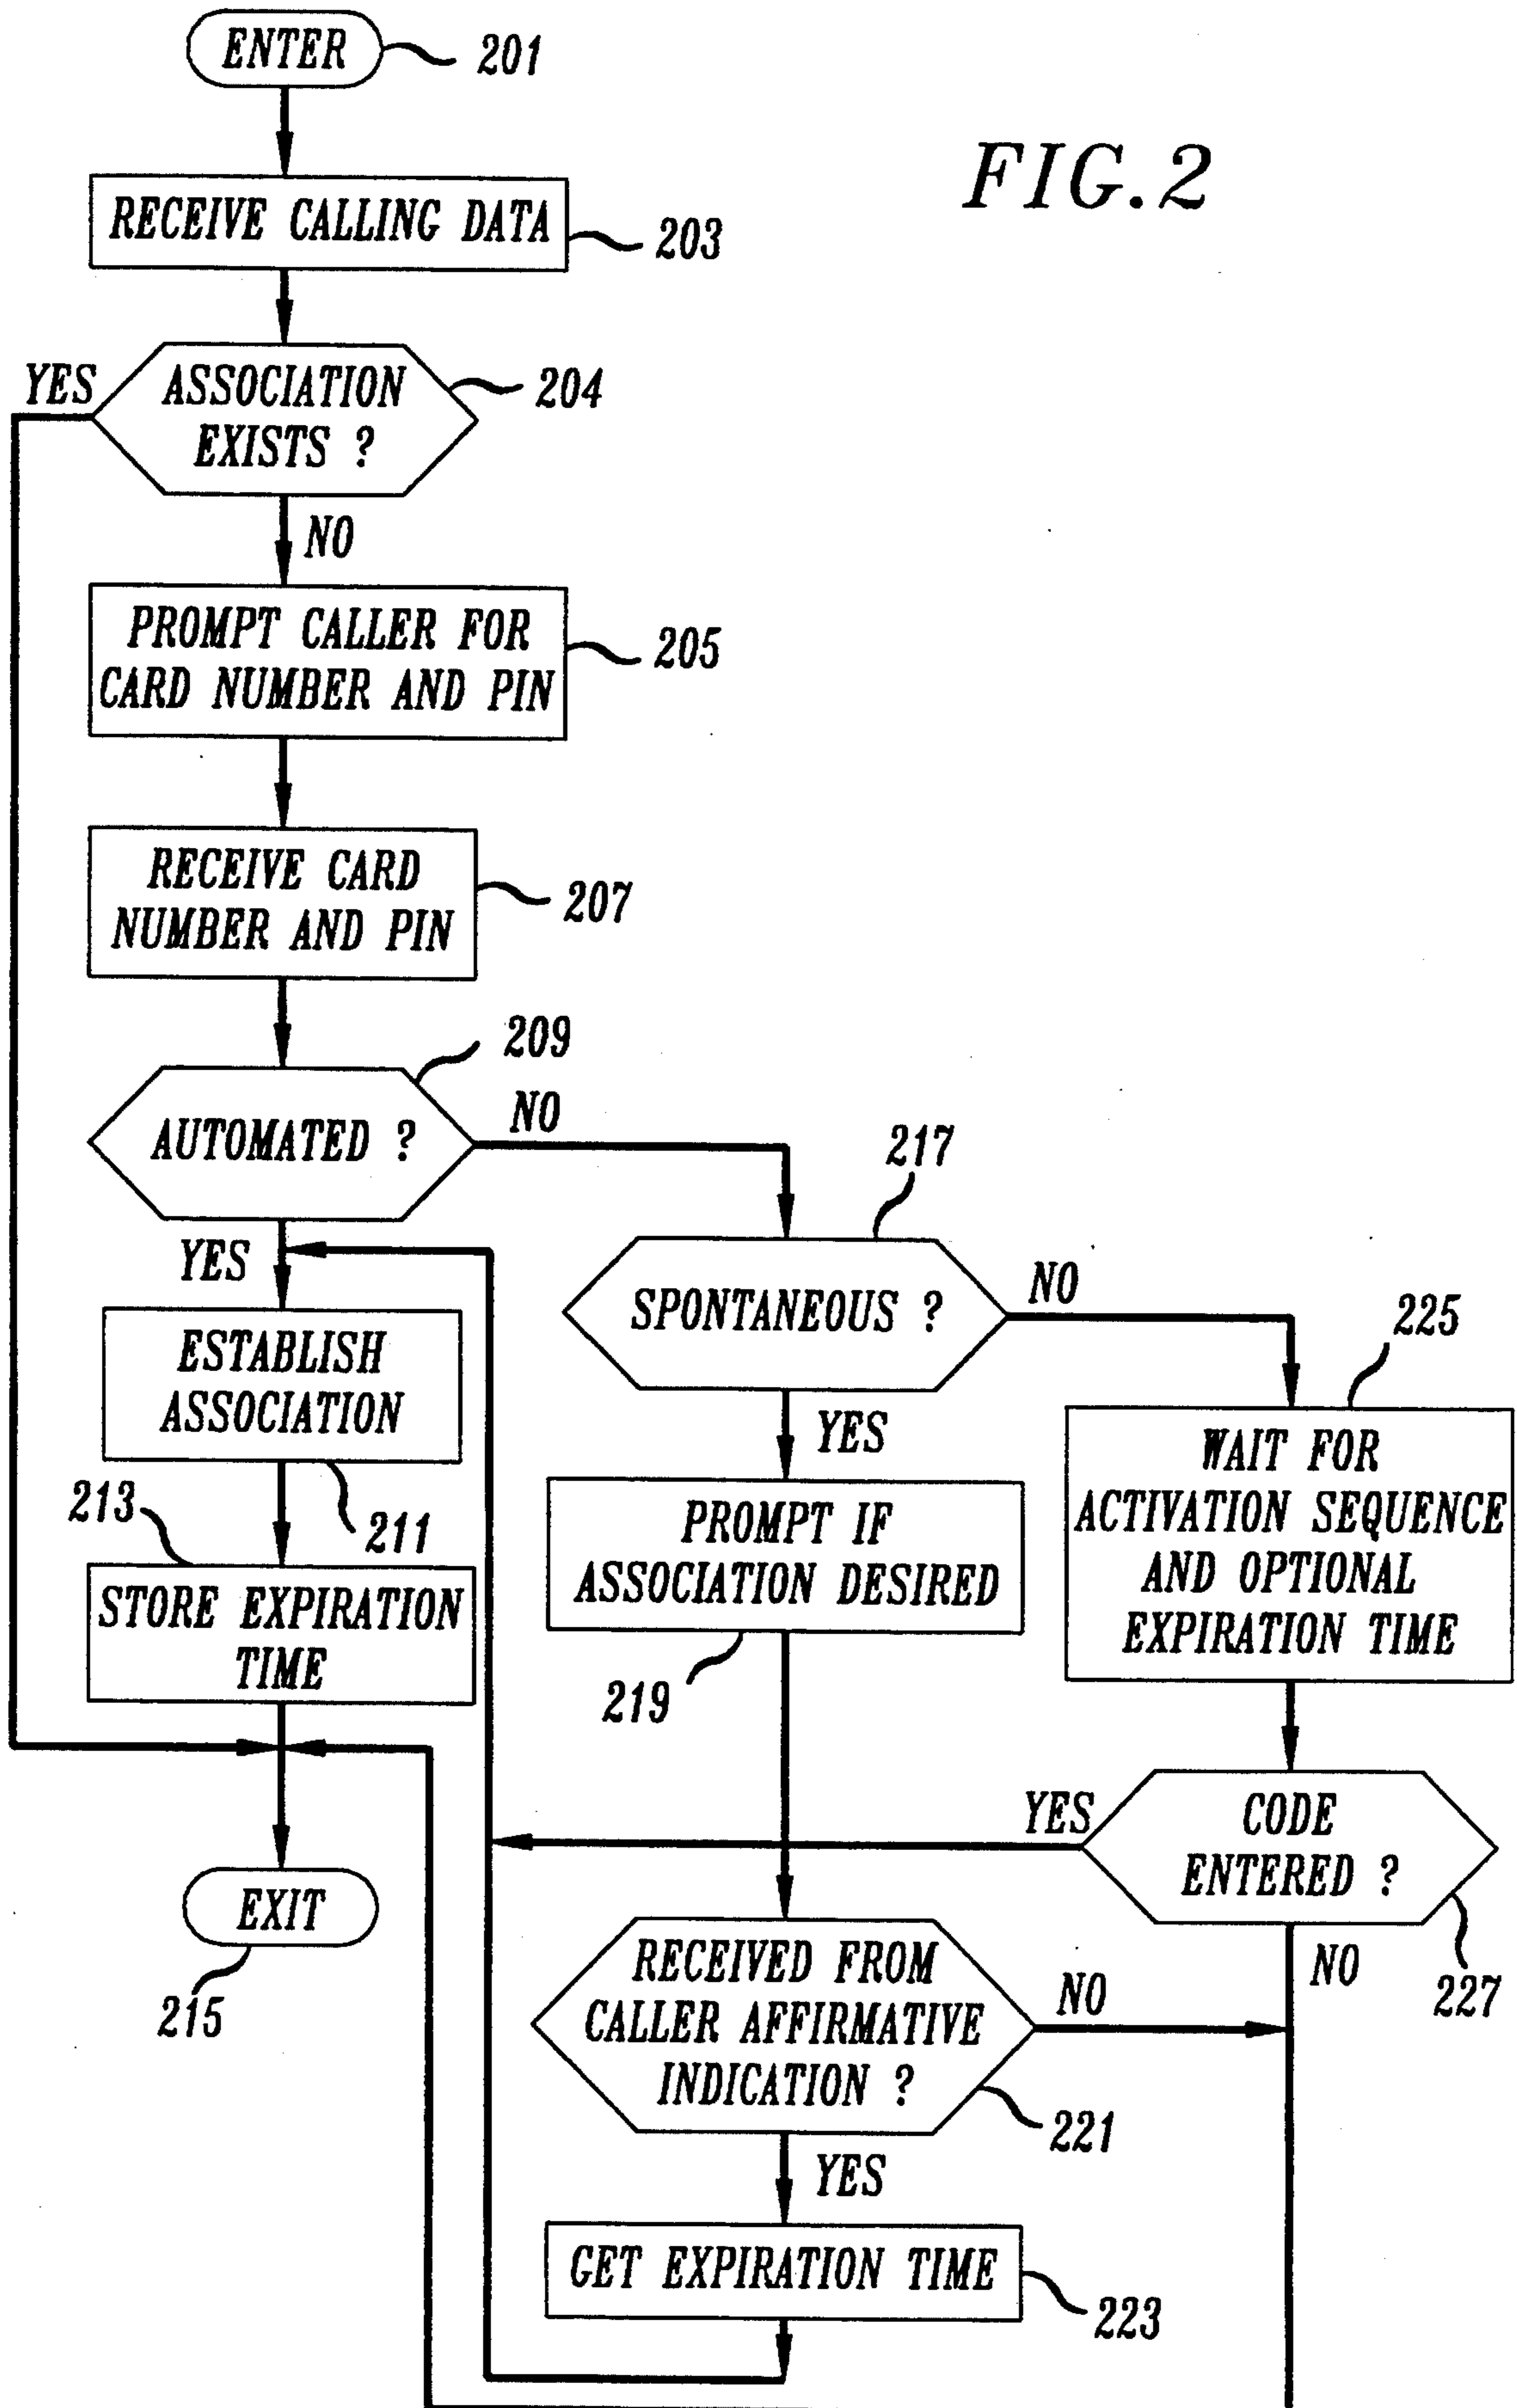 ENTER
201
FIG.2
RECEIVE CALLING DATA
203
YES
ASSOCIATION
EXISTS ?
204
NO
PROMPT CALLER FOR
CARD NUMBER AND PIN
205
RECEIVE CARD
NUMBER AND PIN
207
209
AUTOMATED ?
NO
217
YES
SPONTANEOUS ?
NO
225
ESTABLISH
ASSOCIATION
211
YES
WAIT FOR
ACTIVATION SEQUENCE
AND OPTIONAL
EXPIRATION TIME
213
STORE EXPIRATION
TIME
PROMPT IF
ASSOCIATION DESIRED
219
YES
CODE
ENTERED ?
227
NO
EXIT
215
RECEIVED FROM
CALLER AFFIRMATIVE
INDICATION ?
NO
221
YES
GET EXPIRATION TIME
223